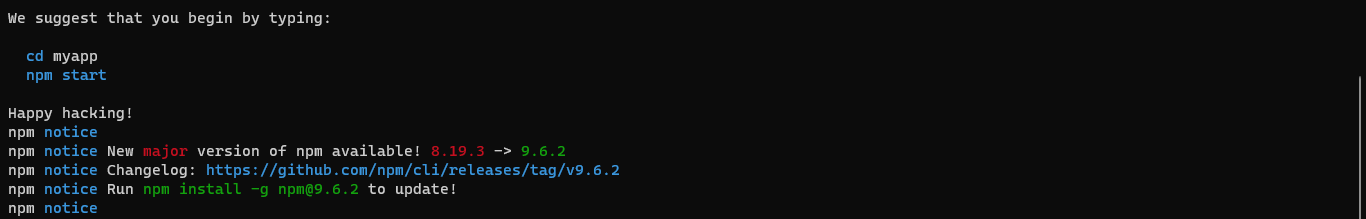 We suggest that you begin by typing:
cd myapp
npm start
Happy hacking!
npm notice
npm notice New major version of npm available! 8.19.3 -> 9.6.2
npm notice Changelog: https://github.com/npm/cli/releases/tag/v9.6.2
npm notice Run npm install -g npm@9.6.2 to update!
npm notice